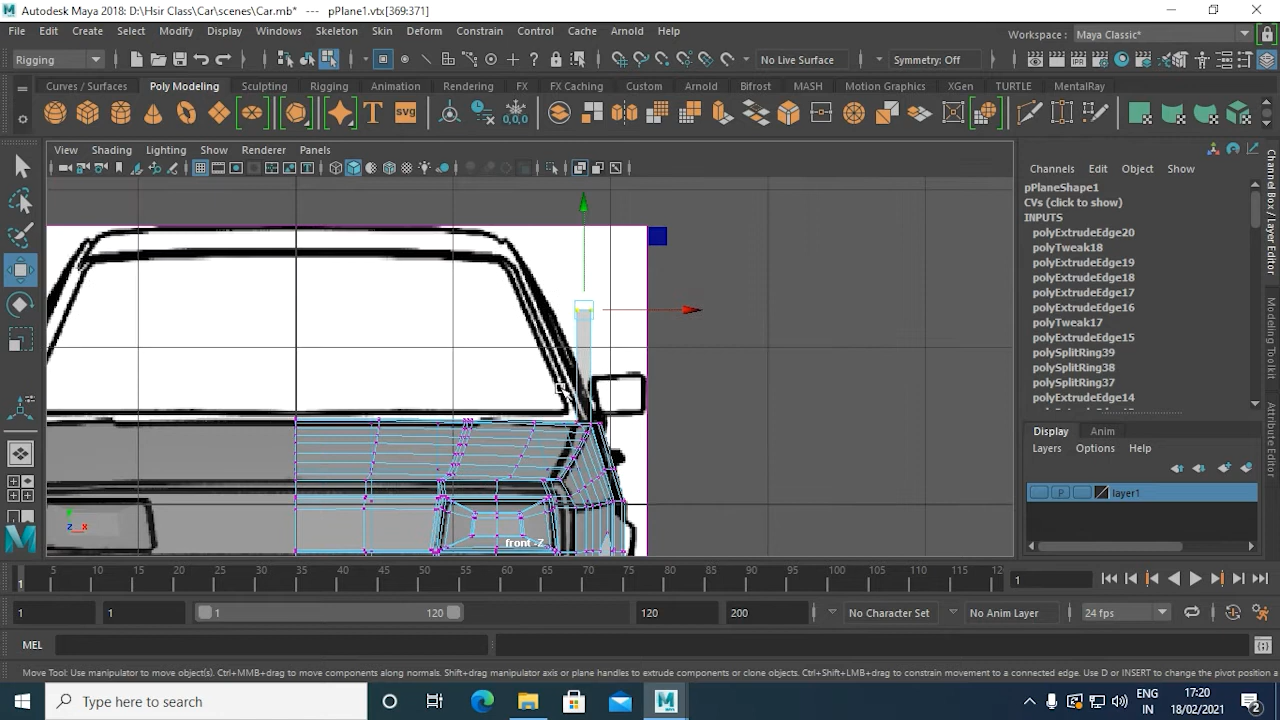 Autodesk Maya 2018: D:\Hsir Class\Car\scenes\Car.mb* --- pPlane1.vtx[369:371]
File Edit Create Select Modify Display Windows Skeleton Skin Deform Constrain Control Cache Arnold Help
Workspace : Maya Classic*
Rigging
No Live Surface
Symmetry: Off
Curves / Surfaces Poly Modeling Sculpting Rigging Animation Rendering FX FX Caching Custom Arnold Bifrost MASH Motion Graphics XGen TURTLE MentalRay
T svg 0,0,0
View Shading Lighting Show Renderer Panels
Channels Edit Object Show
pPlaneShape1
CVs (click to show)
INPUTS
polyExtrudeEdge20
polyTweak18
polyExtrudeEdge19
polyExtrudeEdge18
polyExtrudeEdge17
polyExtrudeEdge16
polyTweak17
polyExtrudeEdge15
polySplitRing39
polySplitRing38
polySplitRing37
polyExtrudeEdge14
Channel Box / Layer Editor
Attribute Editor
Display Anim
Layers Options Help
P layer1
y
z x
front -Z
5 10 15 20 25 30 35 40 45 50 55 60 65 70 75 80 85 90 95 100 105 110 115 12
1
1
1 1 1 120 120 200 No Character Set No Anim Layer 24 fps
MEL
Move Tool: Use manipulator to move object(s). Ctrl+MMB+drag to move components along normals. Shift+drag manipulator axis or plane handles to extrude components or clone objects. Ctrl+Shift+LMB+drag to constrain movement to a connected edge. Use D or INSERT to change the pivot position a
Type here to search
ENG
IN
17:20
18/02/2021
2